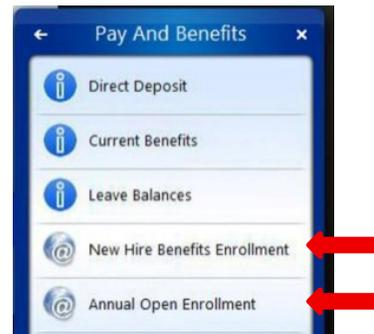 Pay And Benefits
Direct Deposit
Current Benefits
Leave Balances
New Hire Benefits Enrollment
Annual Open Enrollment